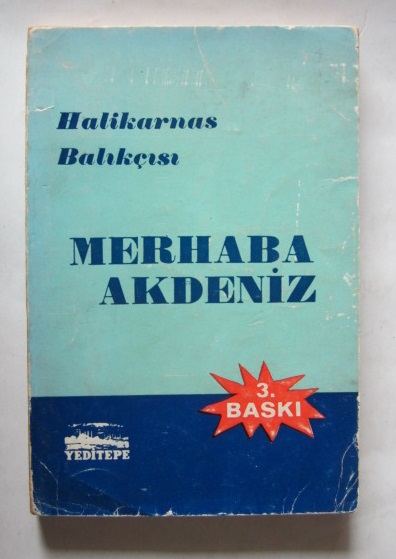 Halikarnas
Balıkçısı
MERHABA
AKDENİZ
3.
BASKI
YEDİTEPE